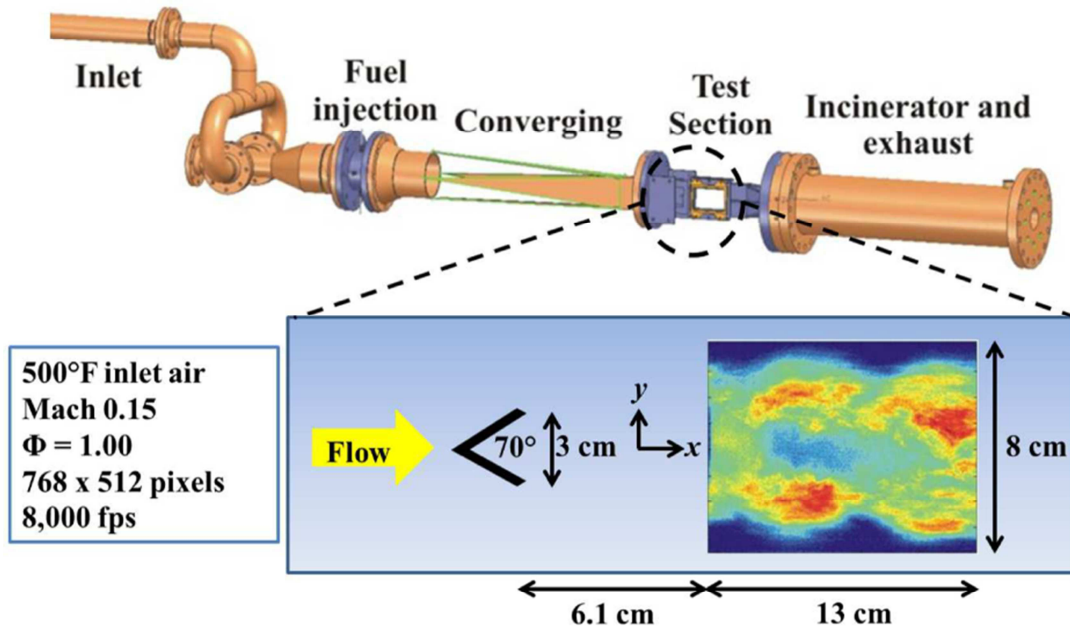 Inlet
Fuel
injection
Converging
Test
Section
Incinerator and
exhaust
500°F inlet air
Mach 0.15
Φ = 1.00
768 x 512 pixels
8,000 fps
Flow
70°
3 cm
y
x
8 cm
6.1 cm
13 cm